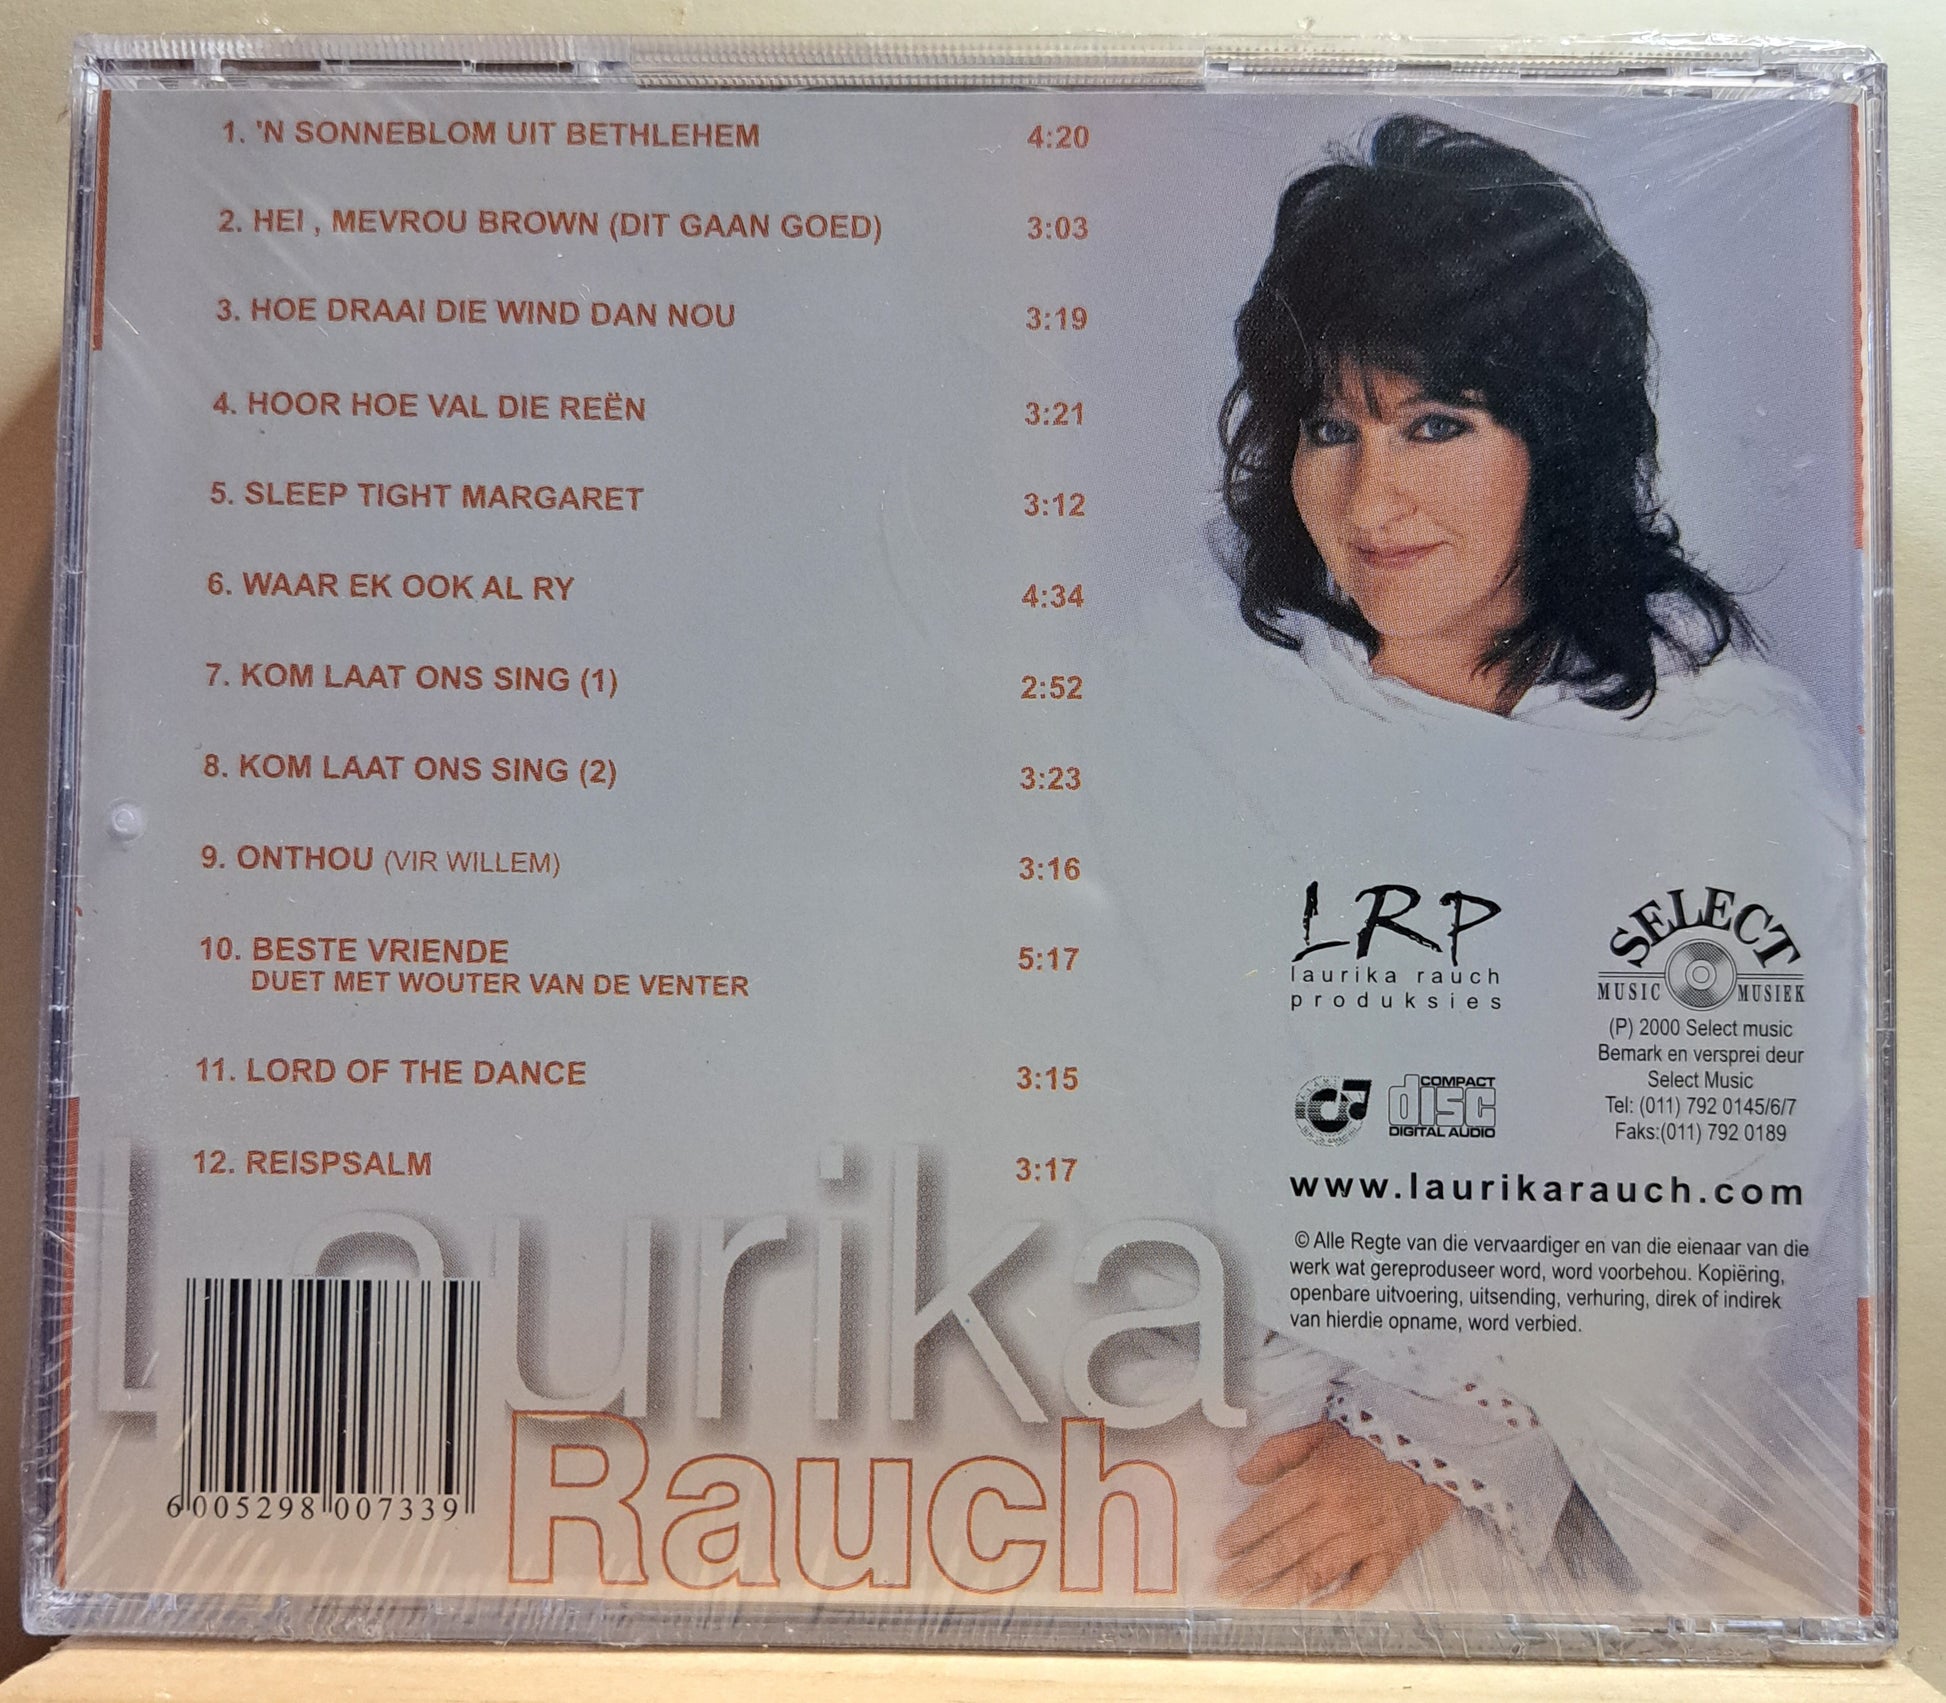 1. 'N SONNEBLOM UIT BETHLEHEM 4:20
2. HEI , MEVROU BROWN (DIT GAAN GOED) 3:03
3. HOE DRAAI DIE WIND DAN NOU 3:19
4. HOOR HOE VAL DIE REËN 3:21
5. SLEEP TIGHT MARGARET 3:12
6. WAAR EK OOK AL RY 4:34
7. KOM LAAT ONS SING (1) 2:52
8. KOM LAAT ONS SING (2) 3:23
9. ONTHOU (VIR WILLEM) 3:16
10. BESTE VRIENDE 5:17
DUET MET WOUTER VAN DE VENTER
11. LORD OF THE DANCE 3:15
12. REISPSALM 3:17
Laurika
Rauch
6 005298 007339
LRP
laurika rauch
produksies
SELECT
MUSIC MUSIEK
(P) 2000 Select music
Bemark en versprei deur
Select Music
Tel: (011) 792 0145/6/7
Faks:(011) 792 0189
COMPACT
disc
DIGITAL AUDIO
www.laurikarauch.com
© Alle Regte van die vervaardiger en van die eienaar van die
werk wat gereproduseer word, word voorbehou. Kopiëring,
openbare uitvoering, uitsending, verhuring, direk of indirek
van hierdie opname, word verbied.